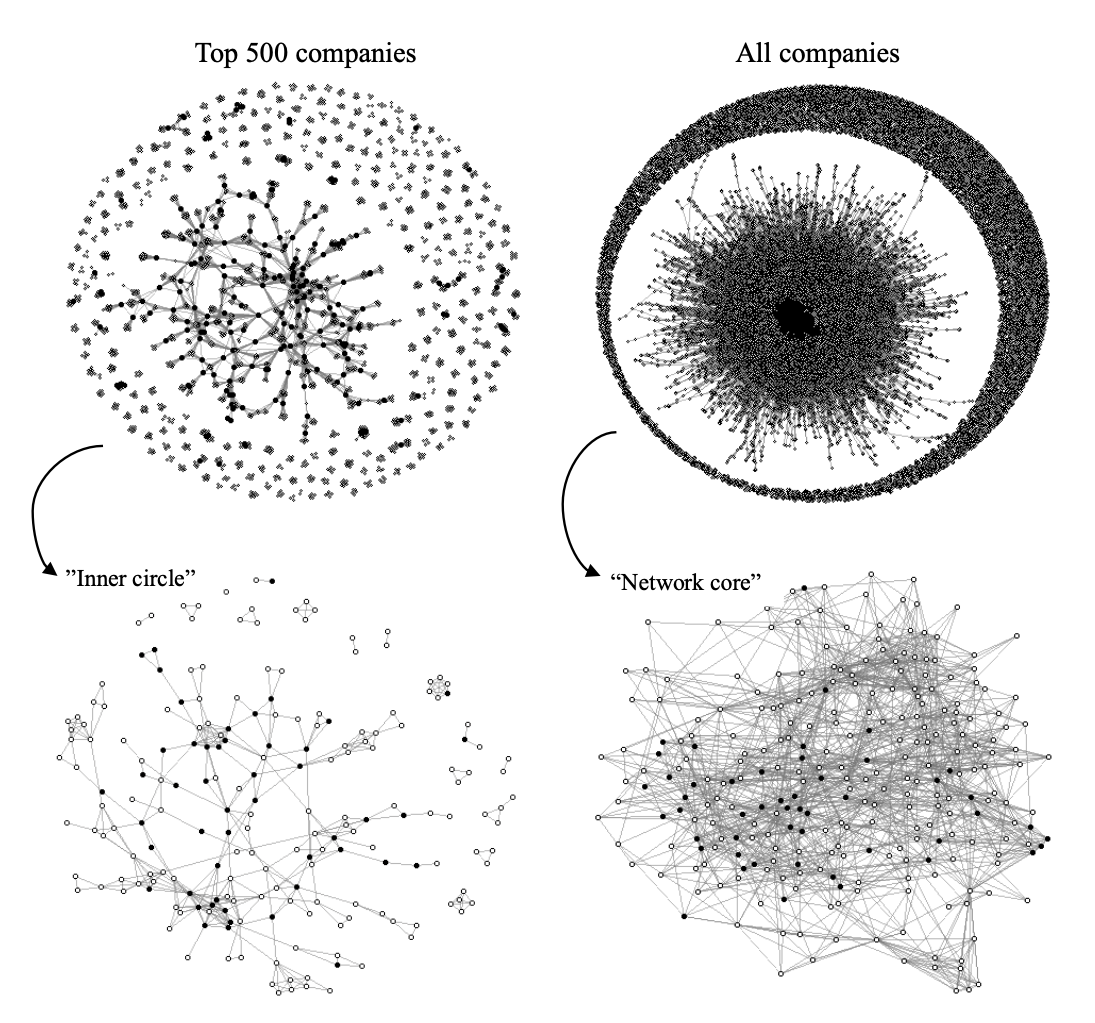 Top 500 companies
All companies
”Inner circle”
“Network core”